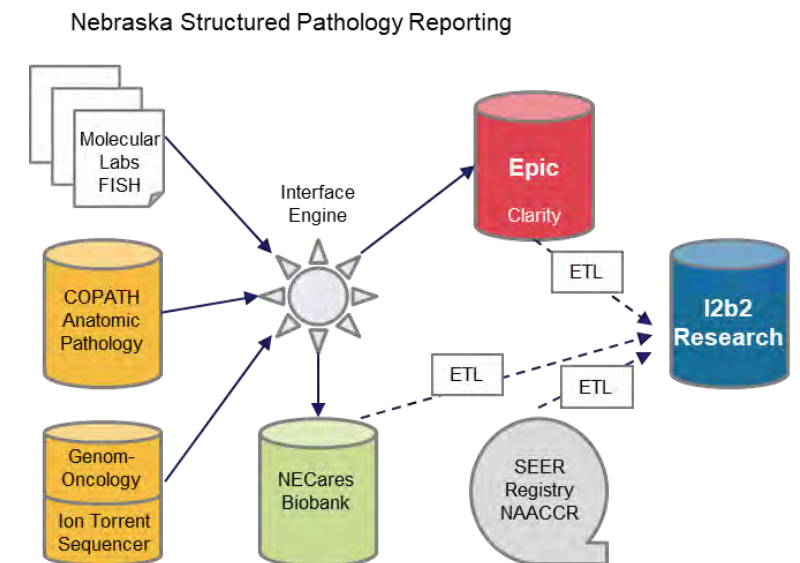 Nebraska Structured Pathology Reporting
Molecular
Labs
FISH
Interface
Engine
Epic
Clarity
ETL
COPATH
Anatomic
Pathology
I2b2
Research
ETL
ETL
Genom-
Oncology
Ion Torrent
Sequencer
NECares
Biobank
SEER
Registry
NAACCR